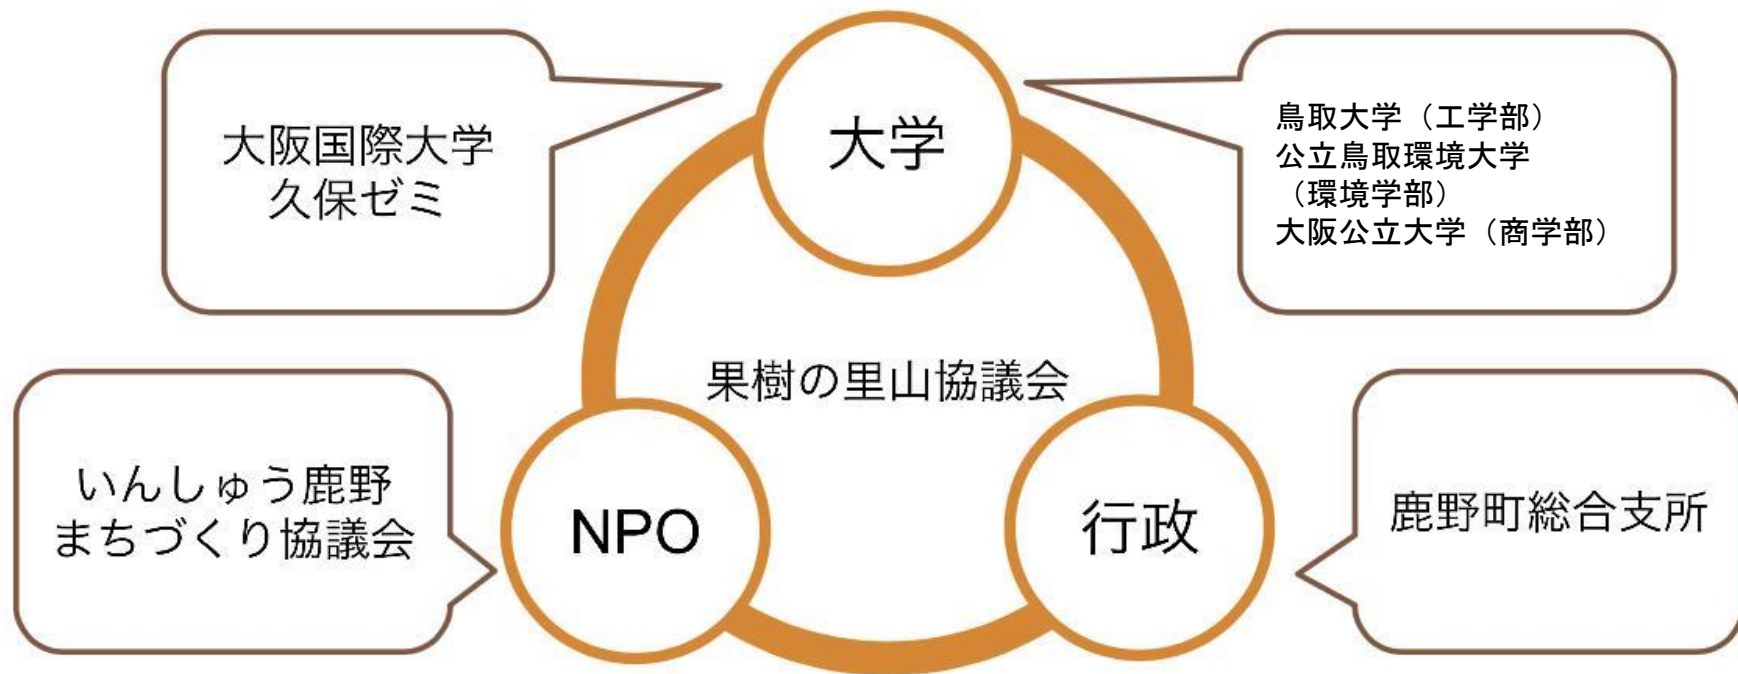 大学
大阪国際大学
久保ゼミ
鳥取大学（工学部）
公立鳥取環境大学
（環境学部）
大阪公立大学（商学部）
果樹の里山協議会
いんしゅう鹿野
まちづくり協議会
NPO
行政
鹿野町総合支所